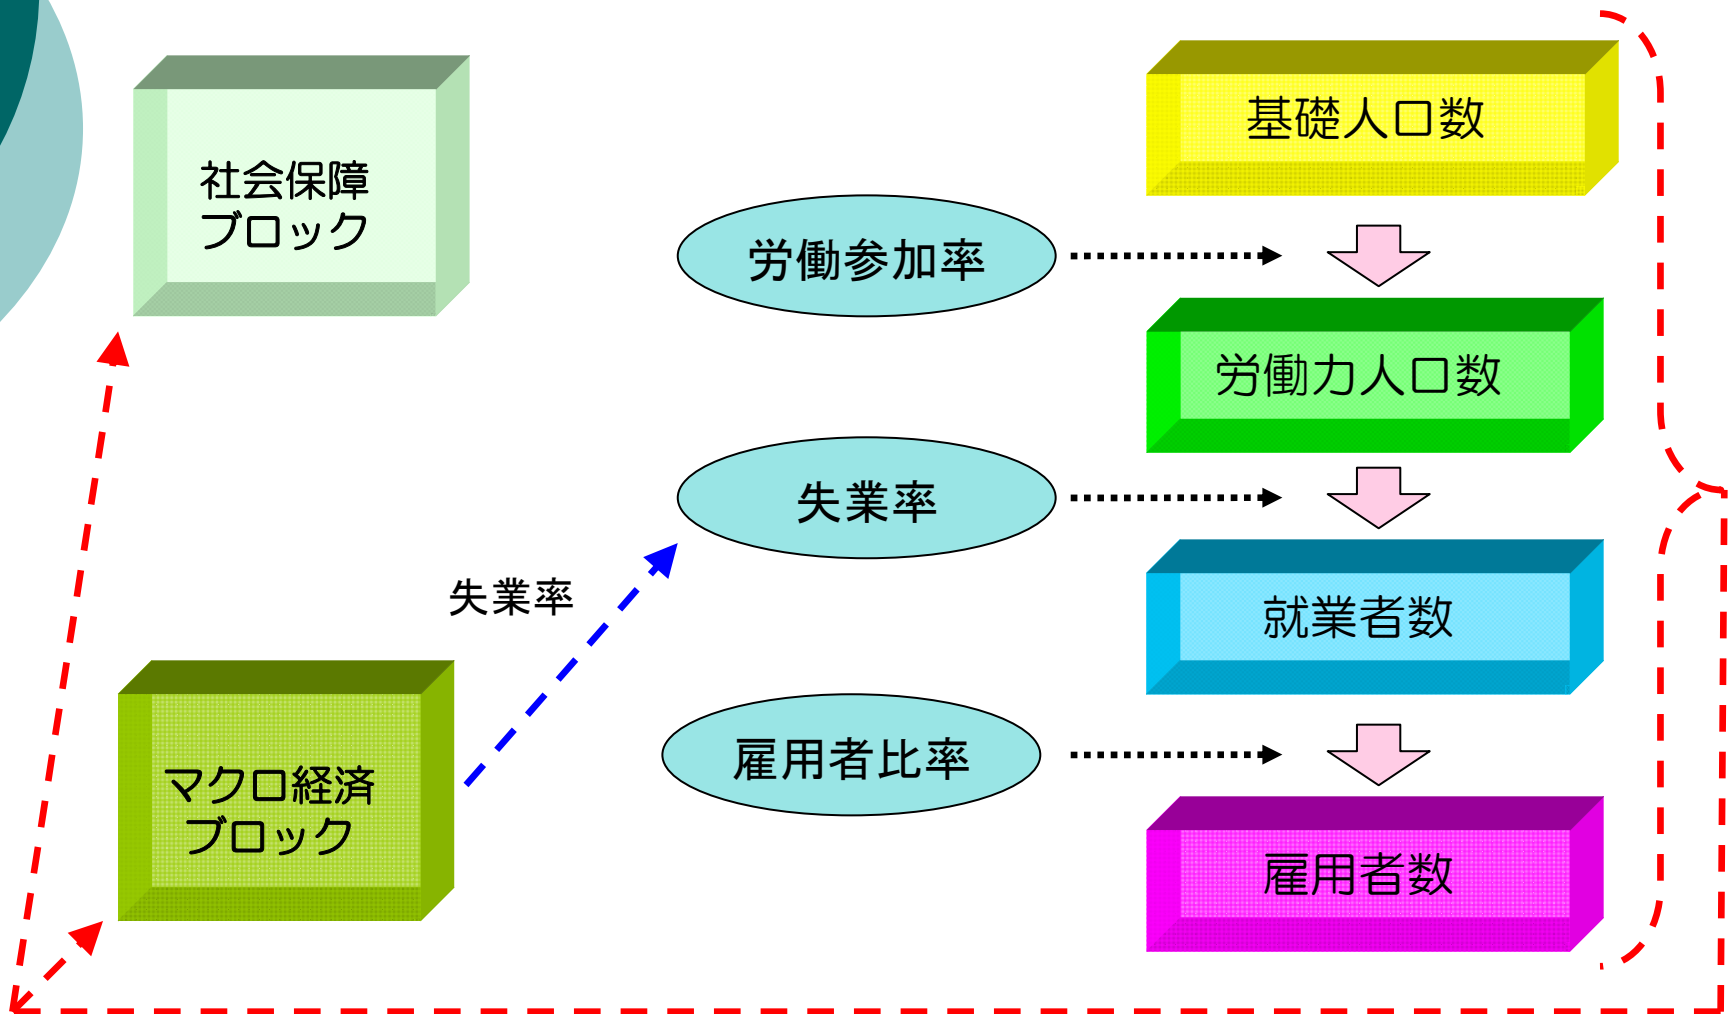 社会保障
ブロック
基礎人口数
労働参加率
労働力人口数
失業率
失業率
就業者数
マクロ経済
ブロック
雇用者比率
雇用者数